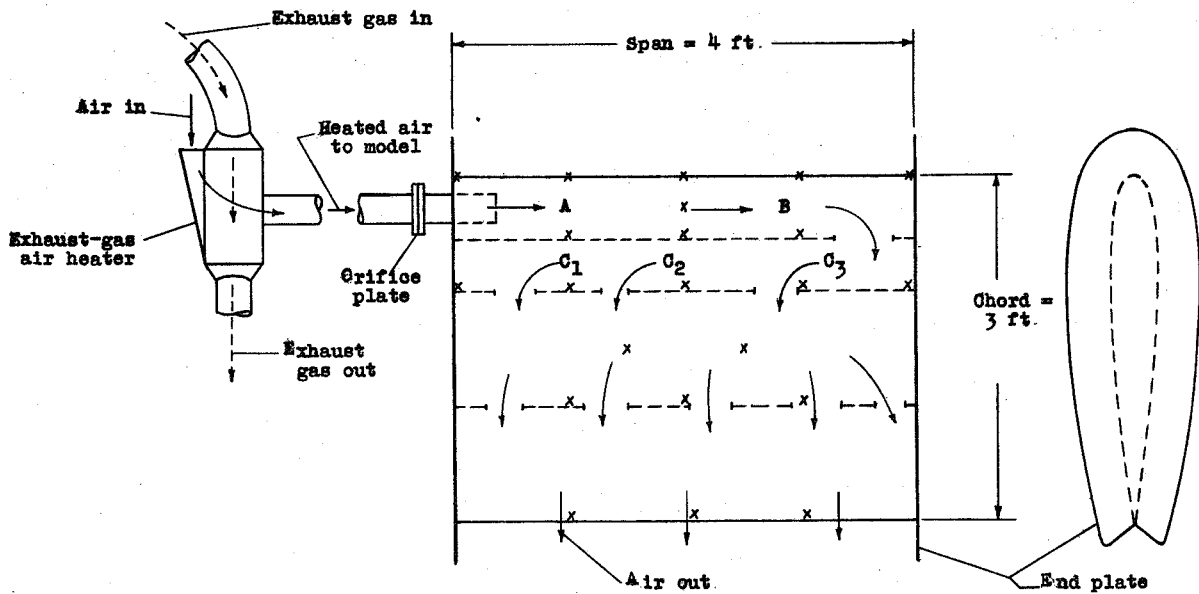 Exhaust gas in
Span = 4 ft.
Air in
Heated air
to model
A
x
B
Exhaust-gas
air heater
Orifice
plate
C1
C2
C3
Chord =
3 ft.
Exhaust
gas out
Air out
End plate